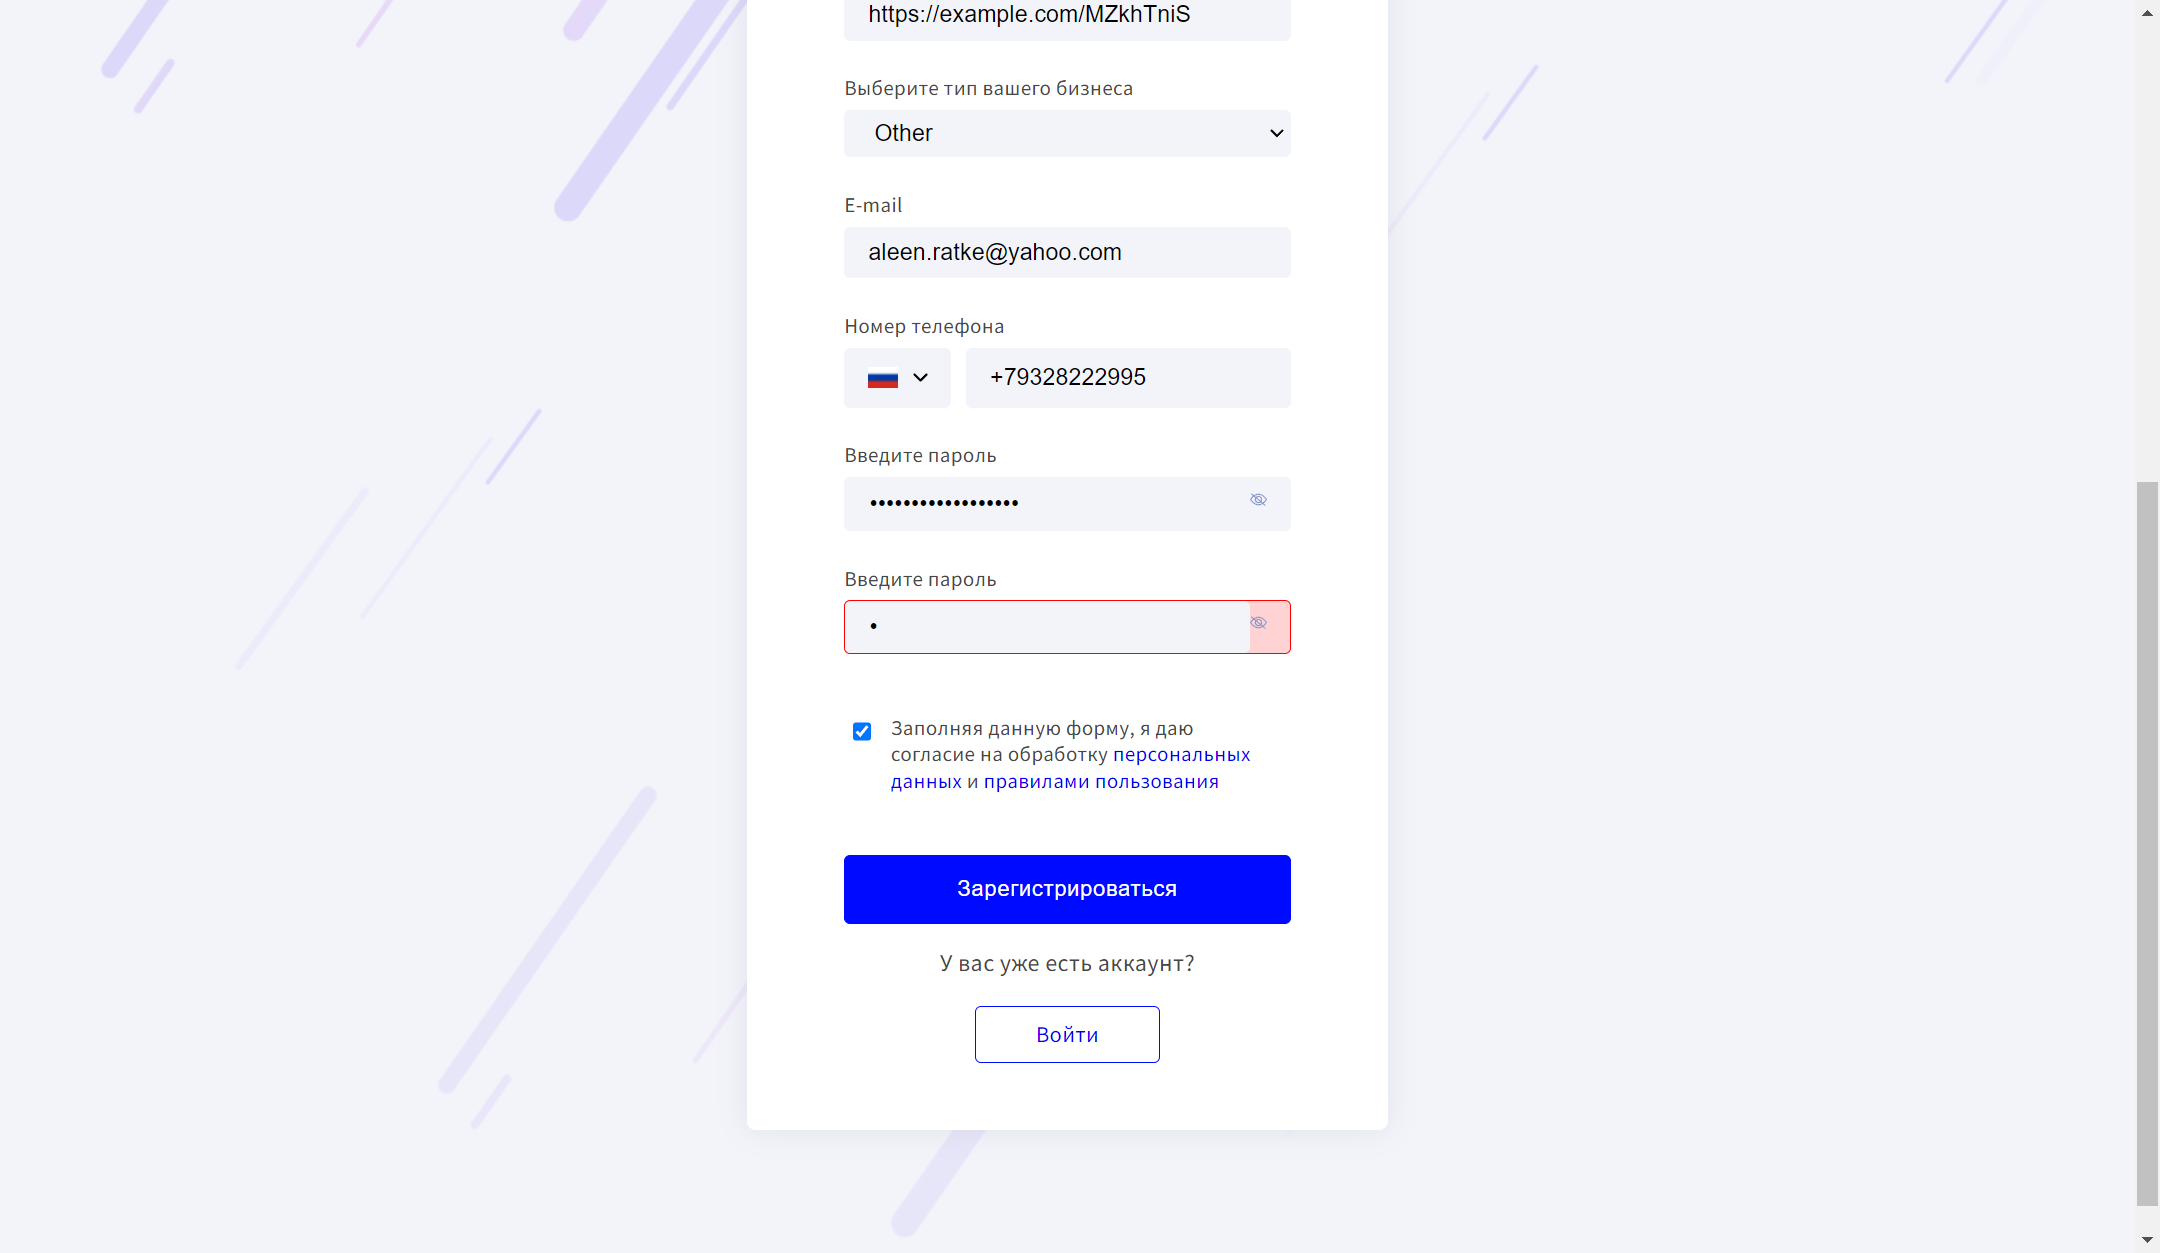 https://example.com/MZkhTniS
Выберите тип вашего бизнеса
Other
E-mail
aleen.ratke@yahoo.com
Номер телефона
+79328222995
Введите пароль
••••••••••••••••••
Введите пароль
•
Заполняя данную форму, я даю
согласие на обработку персональных
данных и правилами пользования
Зарегистрироваться
У вас уже есть аккаунт?
Войти